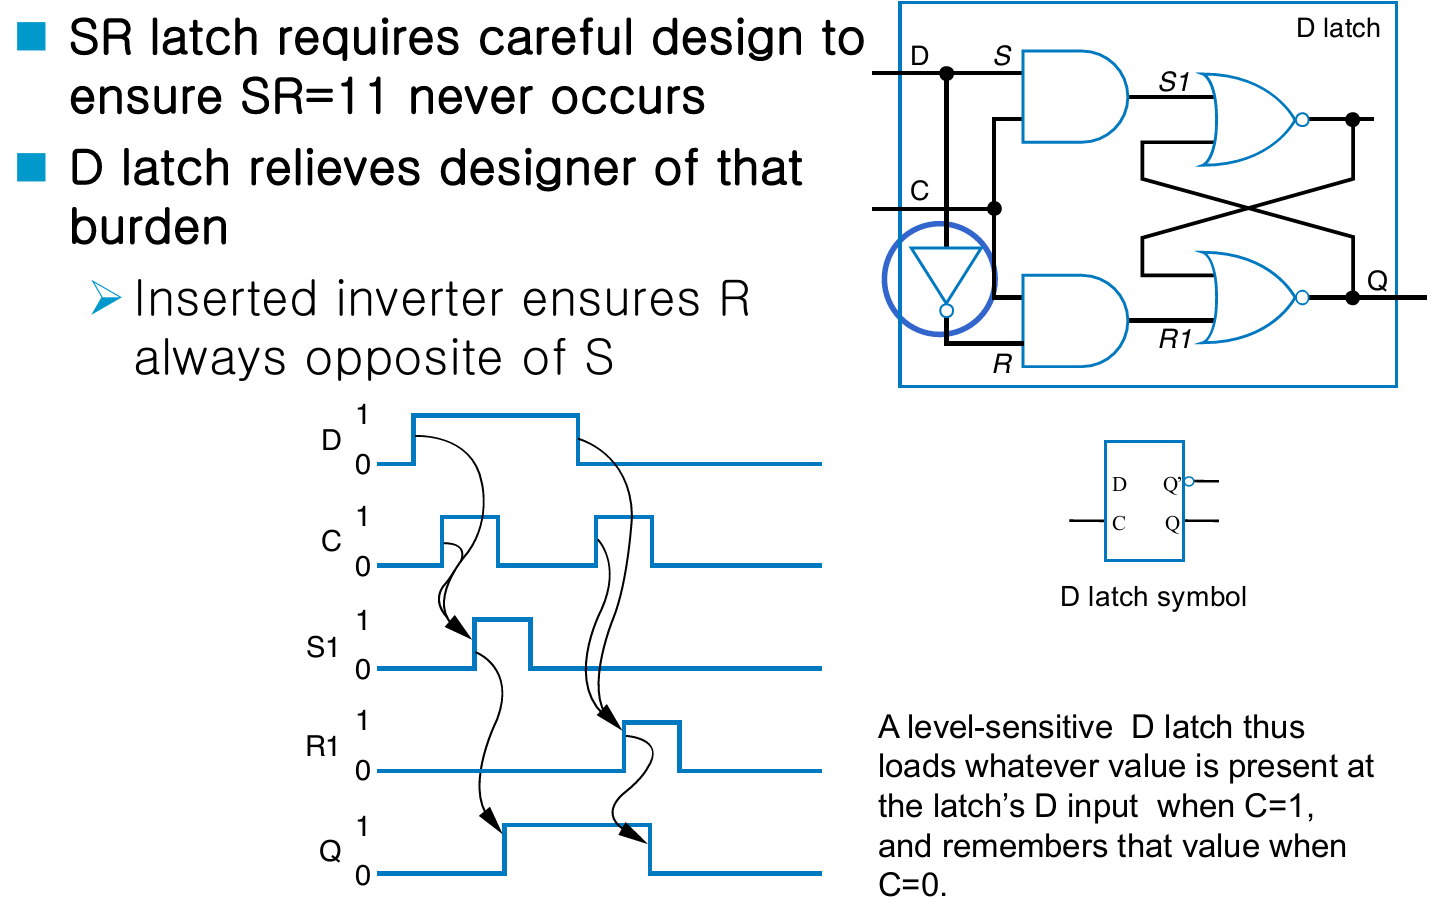 SR latch requires careful design to
ensure SR=11 never occurs
D latch relieves designer of that
burden
Inserted inverter ensures R
always opposite of S
D latch
D
S
S1
C
R
R1
Q
1
D
0
1
C
0
1
S1
0
1
R1
0
1
Q
0
D
Q’
C
Q
D latch symbol
A level-sensitive D latch thus
loads whatever value is present at
the latch’s D input when C=1,
and remembers that value when
C=0.